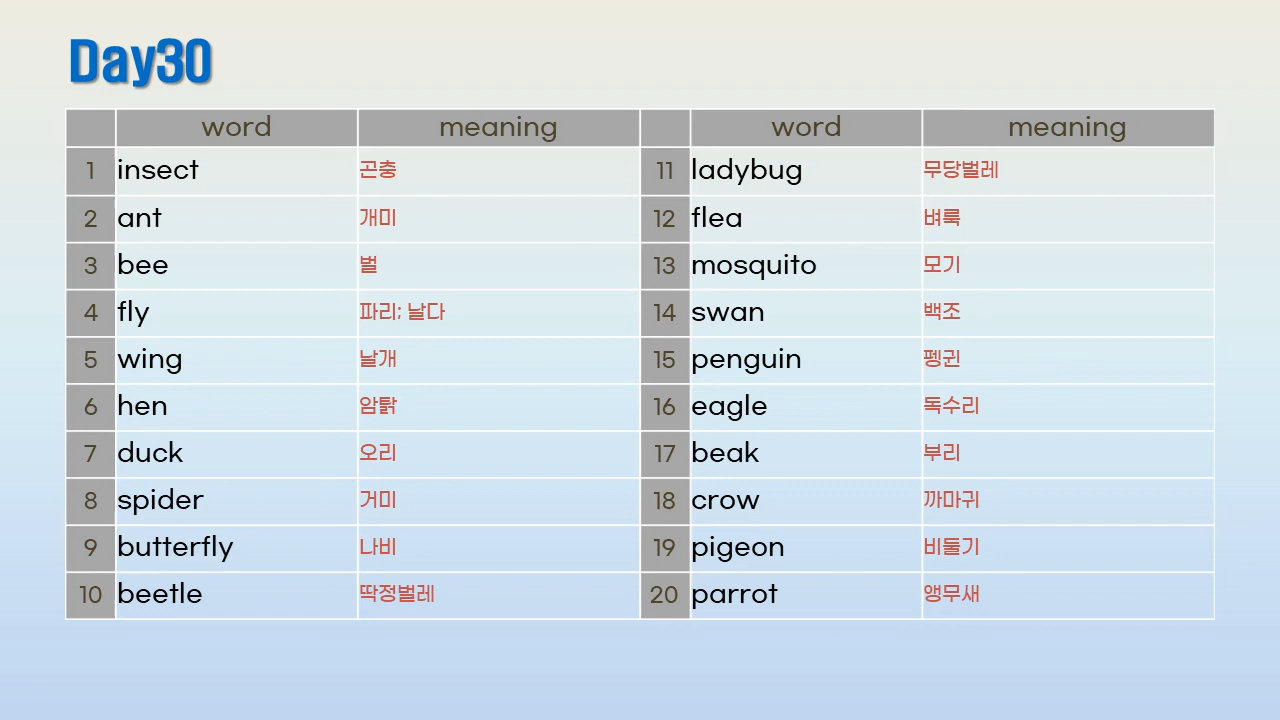 Day30
word meaning word meaning
1 insect 곤충 11 ladybug 무당벌레
2 ant 개미 12 flea 벼룩
3 bee 벌 13 mosquito 모기
4 fly 파리; 날다 14 swan 백조
5 wing 날개 15 penguin 펭귄
6 hen 암탉 16 eagle 독수리
7 duck 오리 17 beak 부리
8 spider 거미 18 crow 까마귀
9 butterfly 나비 19 pigeon 비둘기
10 beetle 딱정벌레 20 parrot 앵무새